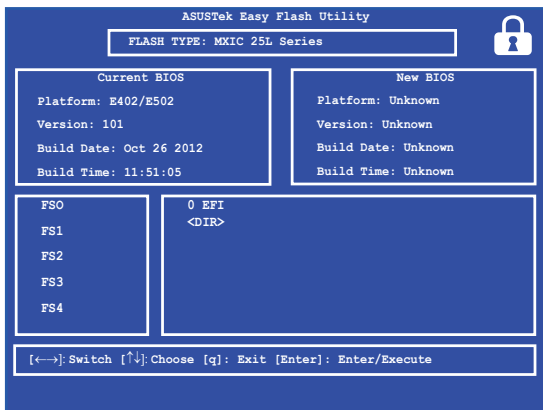 ASUSTek Easy Flash Utility
FLASH TYPE: MXIC 25L Series
Current BIOS
Platform: E402/E502
Version: 101
Build Date: Oct 26 2012
Build Time: 11:51:05
New BIOS
Platform: Unknown
Version: Unknown
Build Date: Unknown
Build Time: Unknown
FSO
FS1
FS2
FS3
FS4
0 EFI
<DIR>
[←→]: Switch [↑↓]: Choose [q]: Exit [Enter]: Enter/Execute